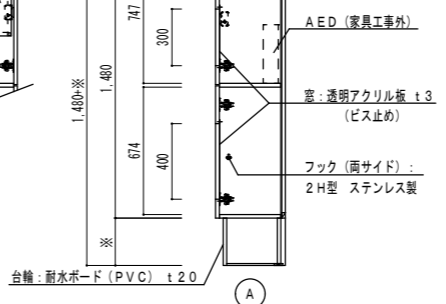 AED（家具工事外）
747
300
1,480+※
1,480
窓：透明アクリル板 ｔ３
（ビス止め）
674
400
フック（両サイド）：
２Ｈ型 ステンレス製
※
台輪：耐水ボード（PVC） ｔ２０
A